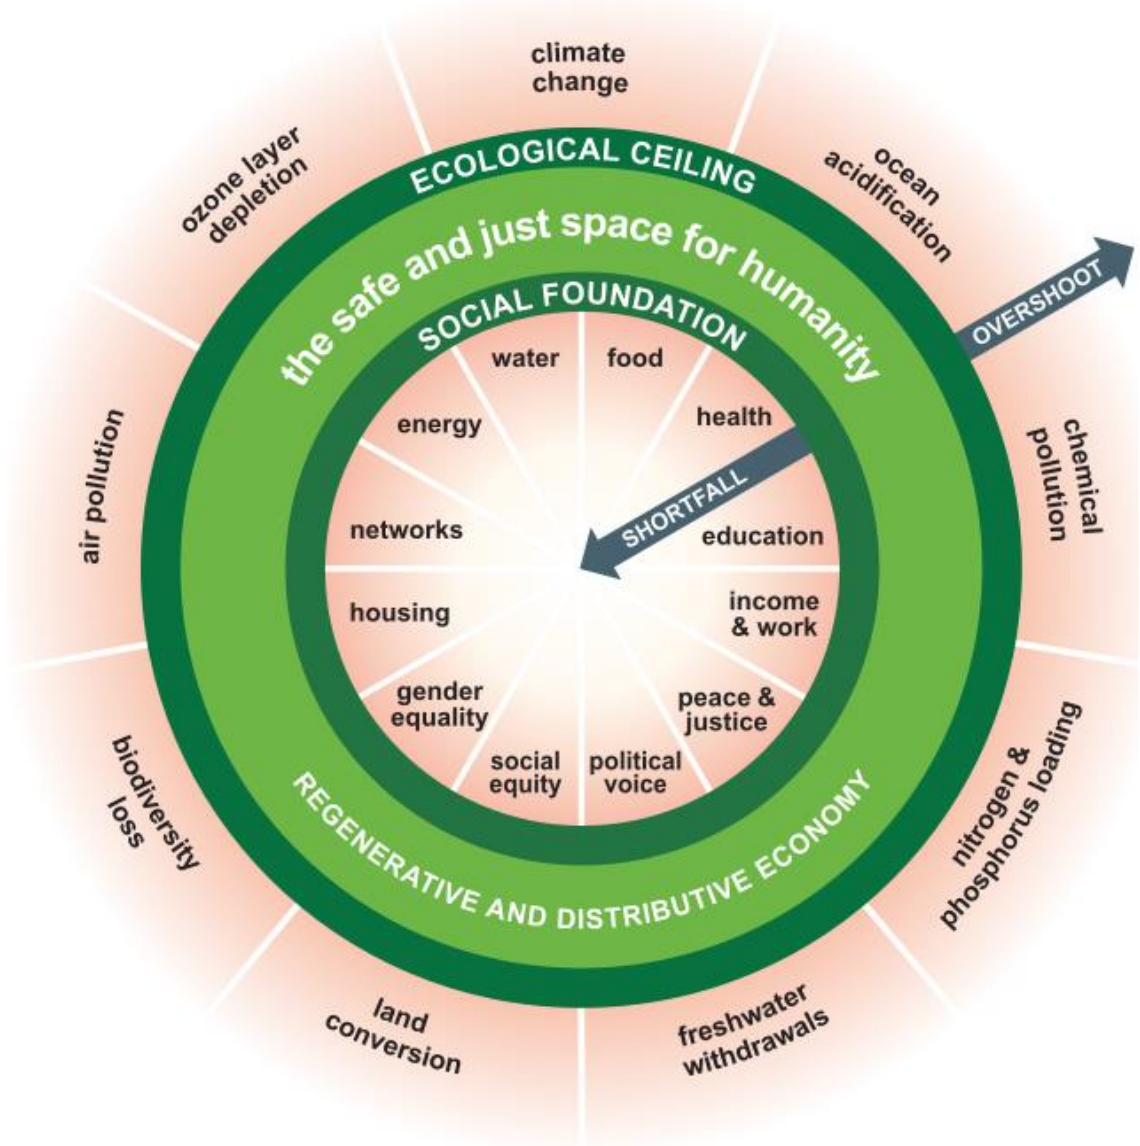 climate
change
ozone layer
depletion
ocean
acidification
ECOLOGICAL CEILING
the safe and just space for humanity
OVERSHOOT
SOCIAL FOUNDATION
water
food
energy
health
air pollution
chemical
pollution
SHORTFALL
networks
education
housing
income
& work
gender
equality
peace &
justice
social
equity
political
voice
biodiversity
loss
nitrogen &
phosphorus loading
REGENERATIVE AND DISTRIBUTIVE ECONOMY
land
conversion
freshwater
withdrawals